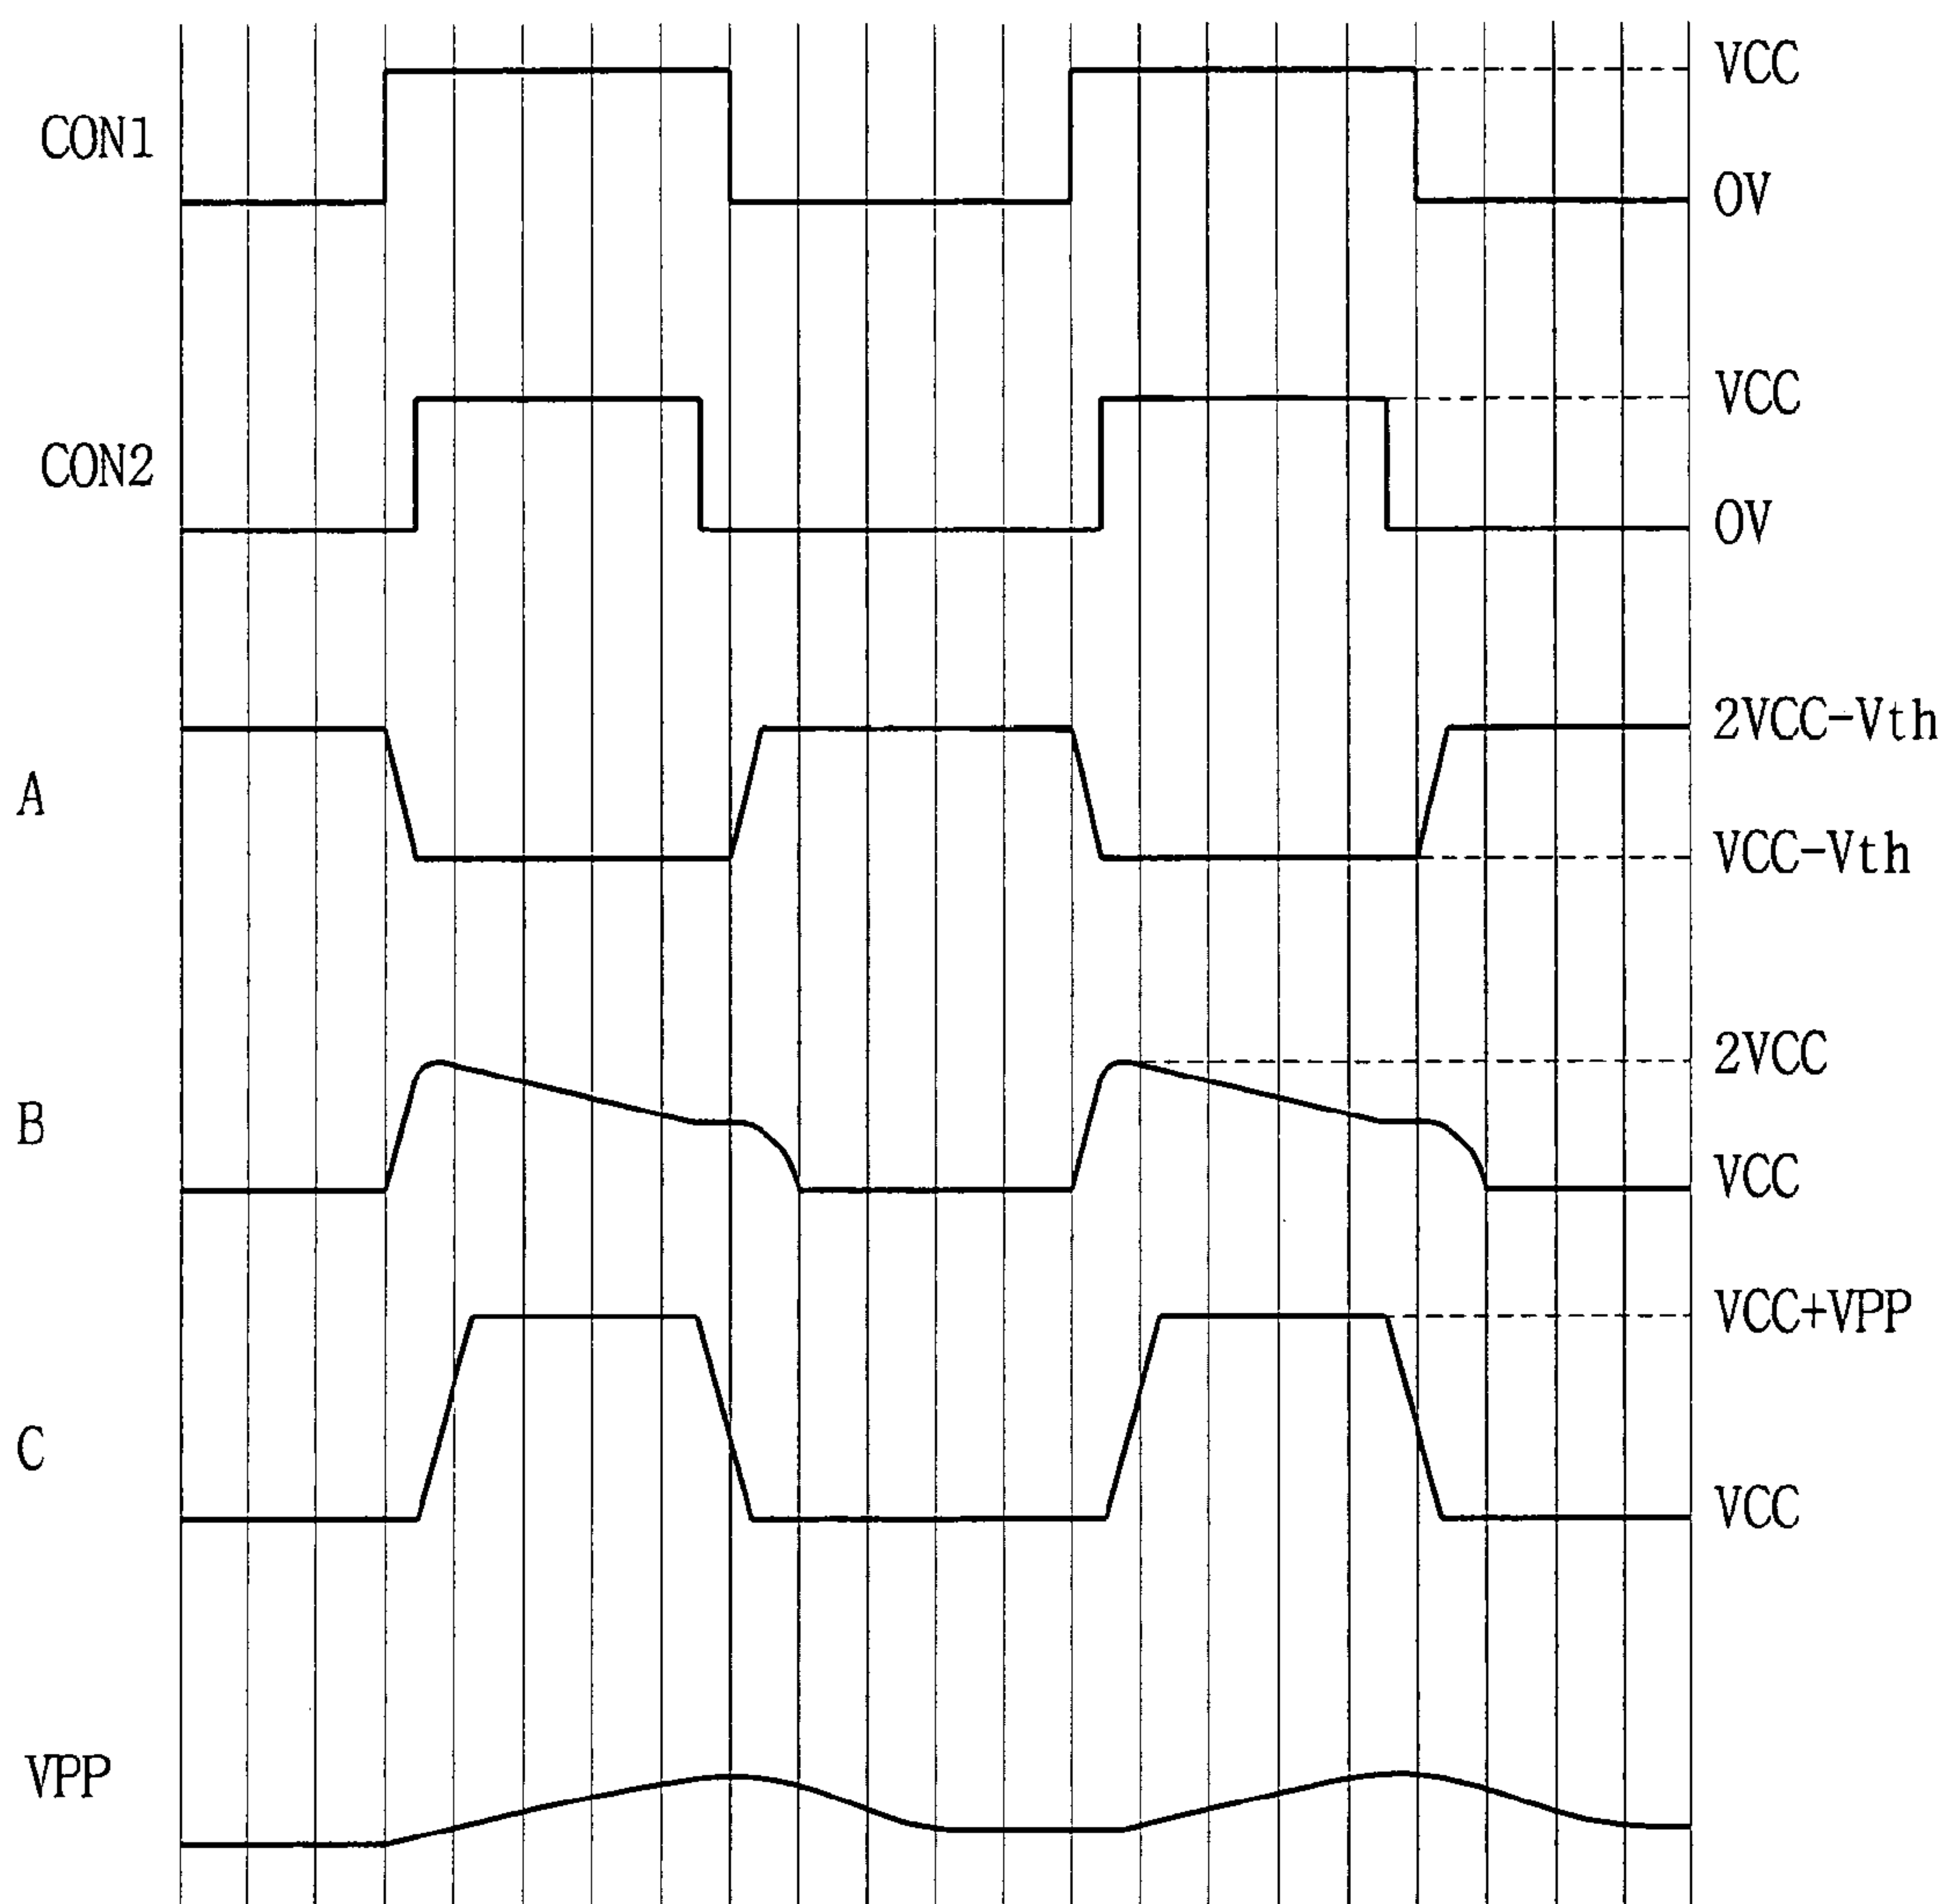 VCC
CON1
0V
VCC
CON2
0V
2VCC-Vth
A
VCC-Vth
2VCC
B
VCC
VCC+VPP
C
VCC
VPP